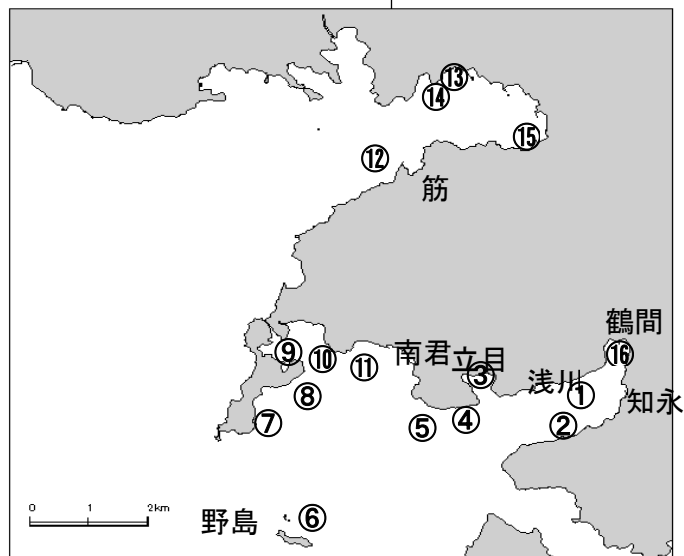 ⑬
⑭
⑮
⑫
筋
鶴間
⑨ ⑩ ⑪ 南君 立目 ③ ⑯
浅川 ①
⑧ 知永
⑦ ⑤ ④ ②
野島 ⑥
0 1 2km